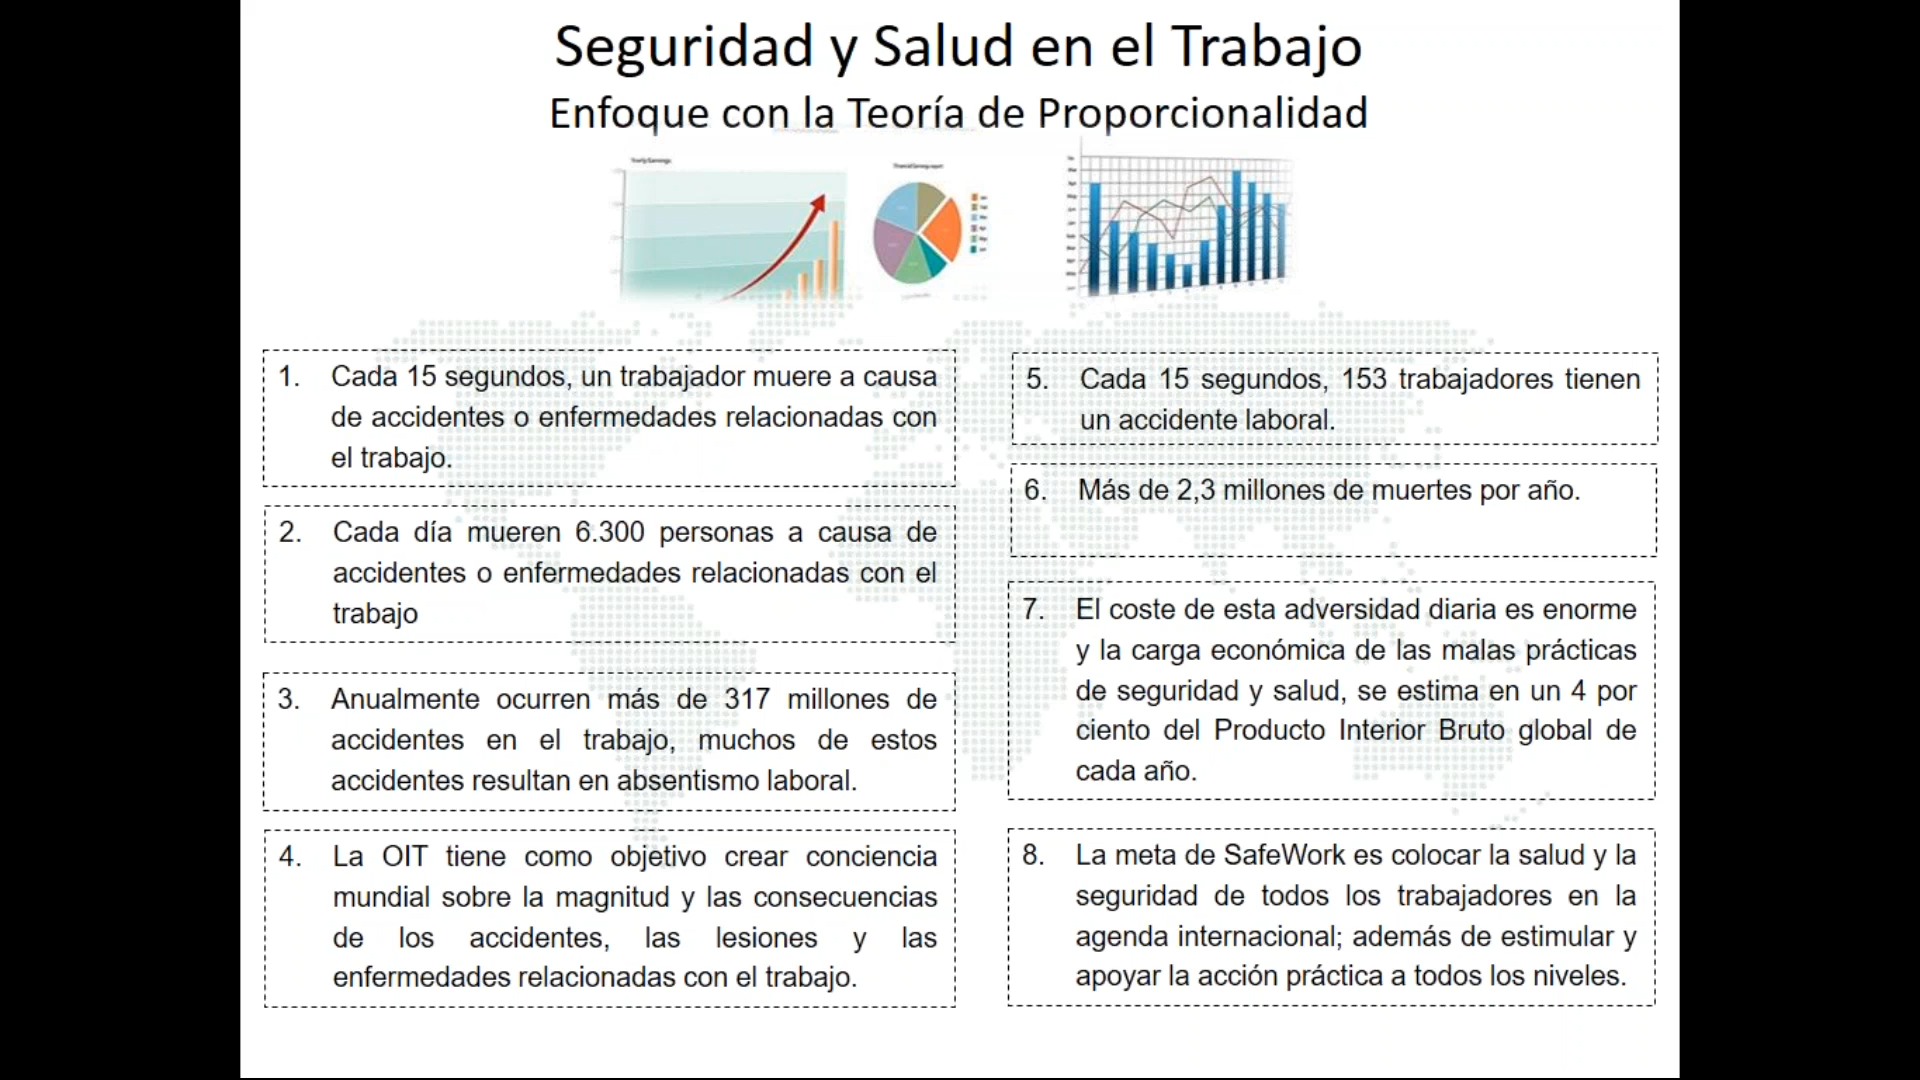 Seguridad y Salud en el Trabajo
Enfoque con la Teoría de Proporcionalidad
Yearly Earnings
1. Cada 15 segundos, un trabajador muere a causa
de accidentes o enfermedades relacionadas con
el trabajo.
2. Cada día mueren 6.300 personas a causa de
accidentes o enfermedades relacionadas con el
trabajo
3. Anualmente ocurren más de 317 millones de
accidentes en el trabajo, muchos de estos
accidentes resultan en absentismo laboral.
4. La OIT tiene como objetivo crear conciencia
mundial sobre la magnitud y las consecuencias
de los accidentes, las lesiones y las
enfermedades relacionadas con el trabajo.
5. Cada 15 segundos, 153 trabajadores tienen
un accidente laboral.
6. Más de 2,3 millones de muertes por año.
7. El coste de esta adversidad diaria es enorme
y la carga económica de las malas prácticas
de seguridad y salud, se estima en un 4 por
ciento del Producto Interior Bruto global de
cada año.
8. La meta de SafeWork es colocar la salud y la
seguridad de todos los trabajadores en la
agenda internacional; además de estimular y
apoyar la acción práctica a todos los niveles.